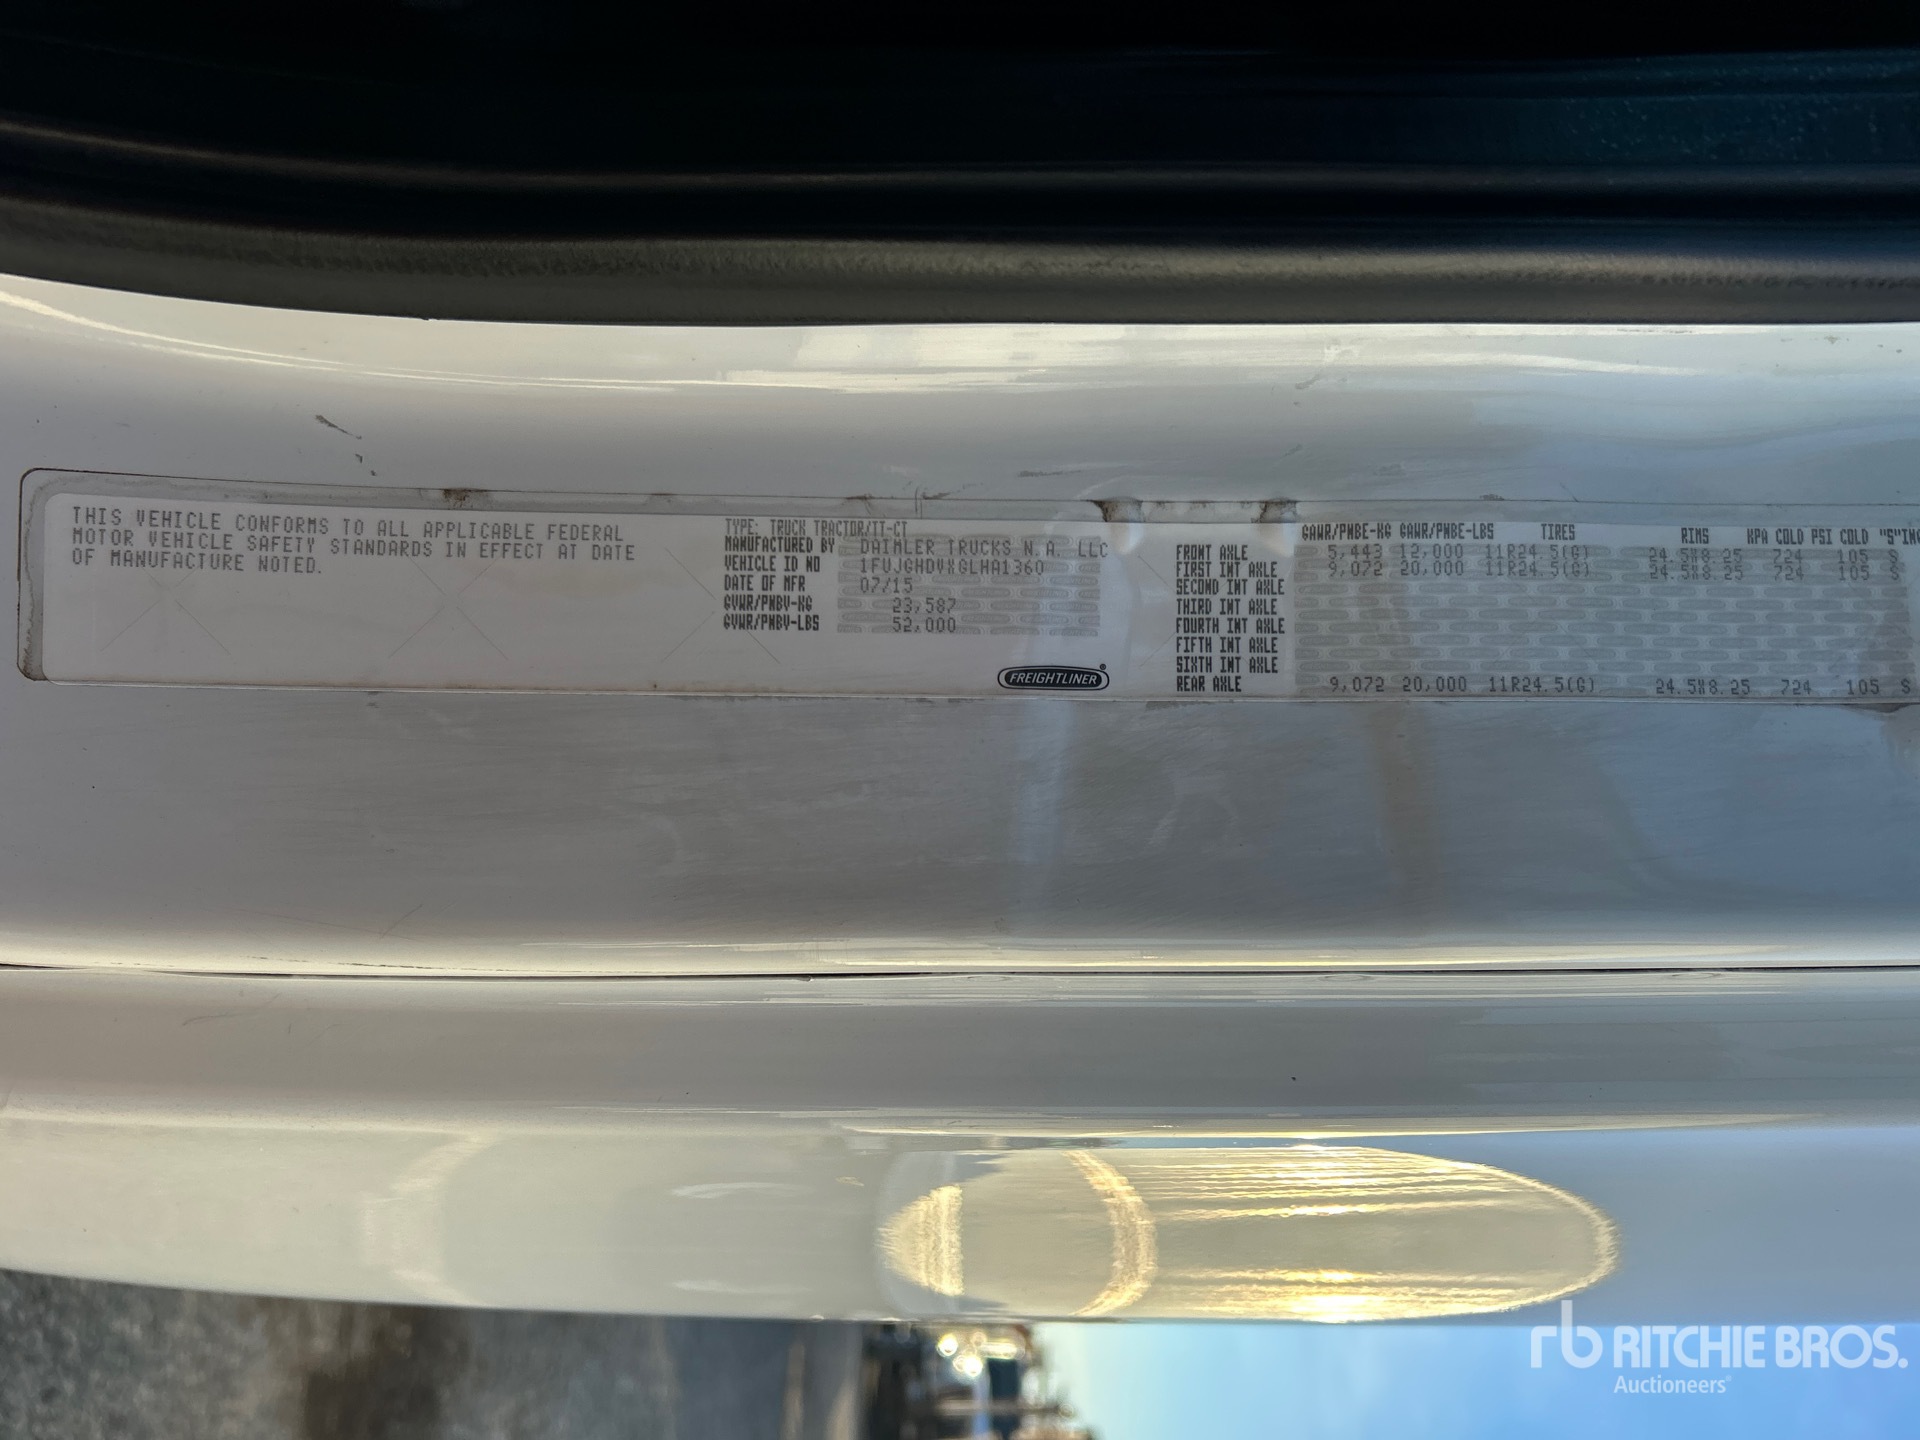 THIS VEHICLE CONFORMS TO ALL APPLICABLE FEDERAL
MOTOR VEHICLE SAFETY STANDARDS IN EFFECT AT DATE
OF MANUFACTURE NOTED.
TYPE: TRUCK TRACTOR/TT-CT
MANUFACTURED BY DAIMLER TRUCKS N.A. LLC
VEHICLE ID NO 1FUJGHDVXGLHA1360
DATE OF MFR 07/15
GVWR/PNBV-KG 23,587
GVWR/PNBV-LBS 52,000
FREIGHTLINER
GAWR/PNBE-KG GAWR/PNBE-LBS TIRES RIMS KPA COLD PSI COLD
FRONT AXLE 5,443 12,000 11R24.5(G) 24.5X8.25 724 105 S
FIRST INT AXLE 9,072 20,000 11R24.5(G) 24.5X8.25 724 105 S
SECOND INT AXLE
THIRD INT AXLE
FOURTH INT AXLE
FIFTH INT AXLE
SIXTH INT AXLE
REAR AXLE 9,072 20,000 11R24.5(G) 24.5X8.25 724 105 S
rb RITCHIE BROS.
Auctioneers